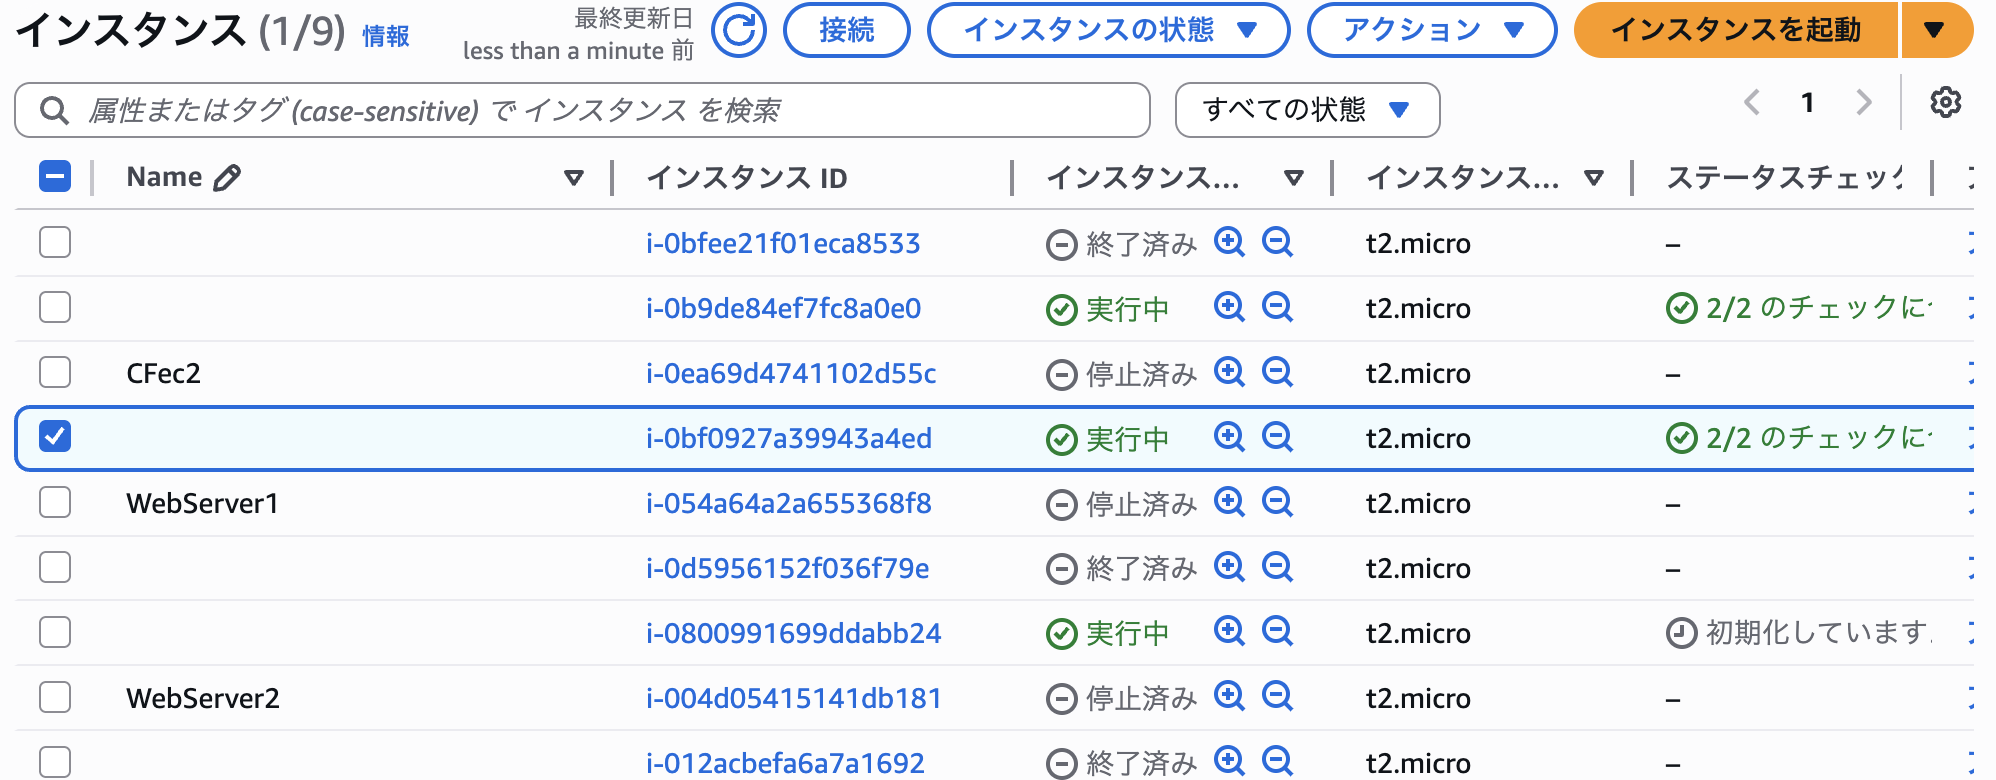 インスタンス (1/9) 情報
最終更新日
less than a minute 前
接続
インスタンスの状態
アクション
インスタンスを起動
属性またはタグ (case-sensitive) で インスタンス を検索
すべての状態
1
Name インスタンス ID インスタンス... インスタンス... ステータスチェック
i-0bfee21f01eca8533 終了済み t2.micro –
i-0b9de84ef7fc8a0e0 実行中 t2.micro 2/2 のチェックに
CFec2 i-0ea69d4741102d55c 停止済み t2.micro –
i-0bf0927a39943a4ed 実行中 t2.micro 2/2 のチェックに
WebServer1 i-054a64a2a655368f8 停止済み t2.micro –
i-0d5956152f036f79e 終了済み t2.micro –
i-0800991699ddabb24 実行中 t2.micro 初期化しています
WebServer2 i-004d05415141db181 停止済み t2.micro –
i-012acbefa6a7a1692 終了済み t2.micro –